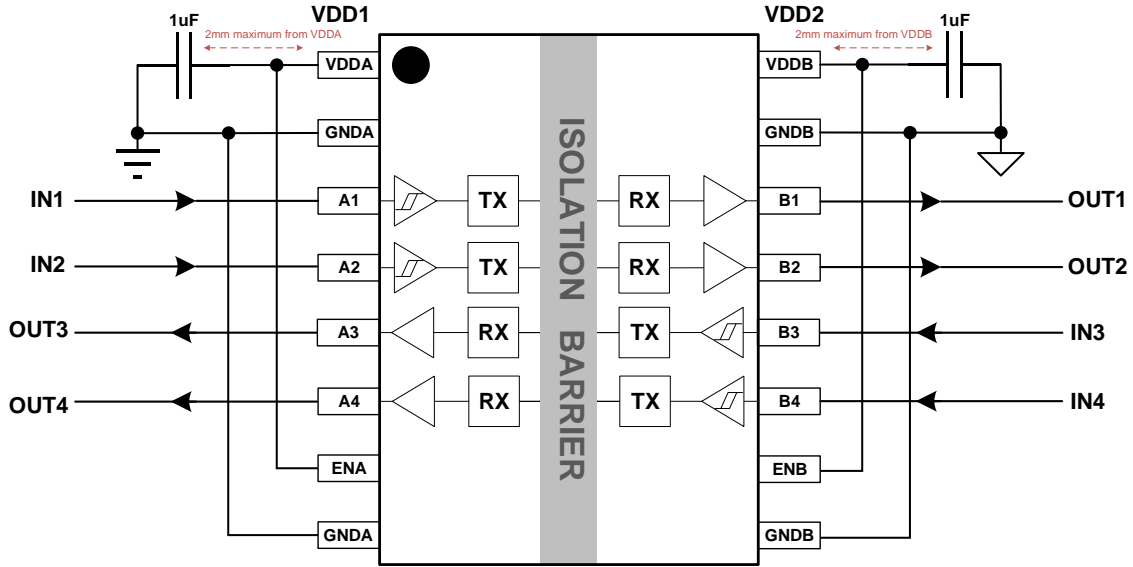 VDD1
VDD2
1uF
1uF
2mm maximum from VDDA
2mm maximum from VDDB
VDDA
VDDB
GNDA
GNDB
IN1
A1
TX
RX
B1
OUT1
IN2
A2
TX
RX
B2
OUT2
OUT3
A3
RX
TX
B3
IN3
OUT4
A4
RX
TX
B4
IN4
ISOLATION BARRIER
ENA
ENB
GNDA
GNDB